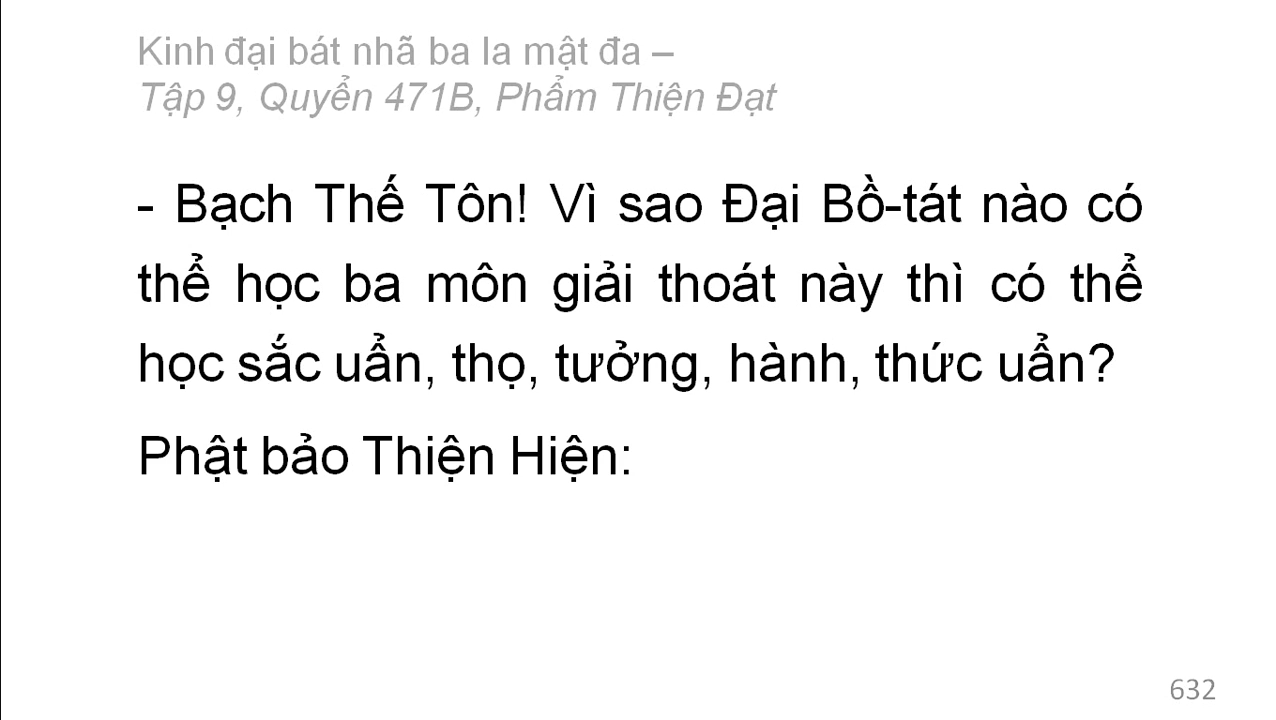 Kinh đại bát nhã ba la mật đa –
Tập 9, Quyển 471B, Phẩm Thiện Đạt
- Bạch Thế Tôn! Vì sao Đại Bồ-tát nào có
thể học ba môn giải thoát này thì có thể
học sắc uẩn, thọ, tưởng, hành, thức uẩn?
Phật bảo Thiện Hiện:
632